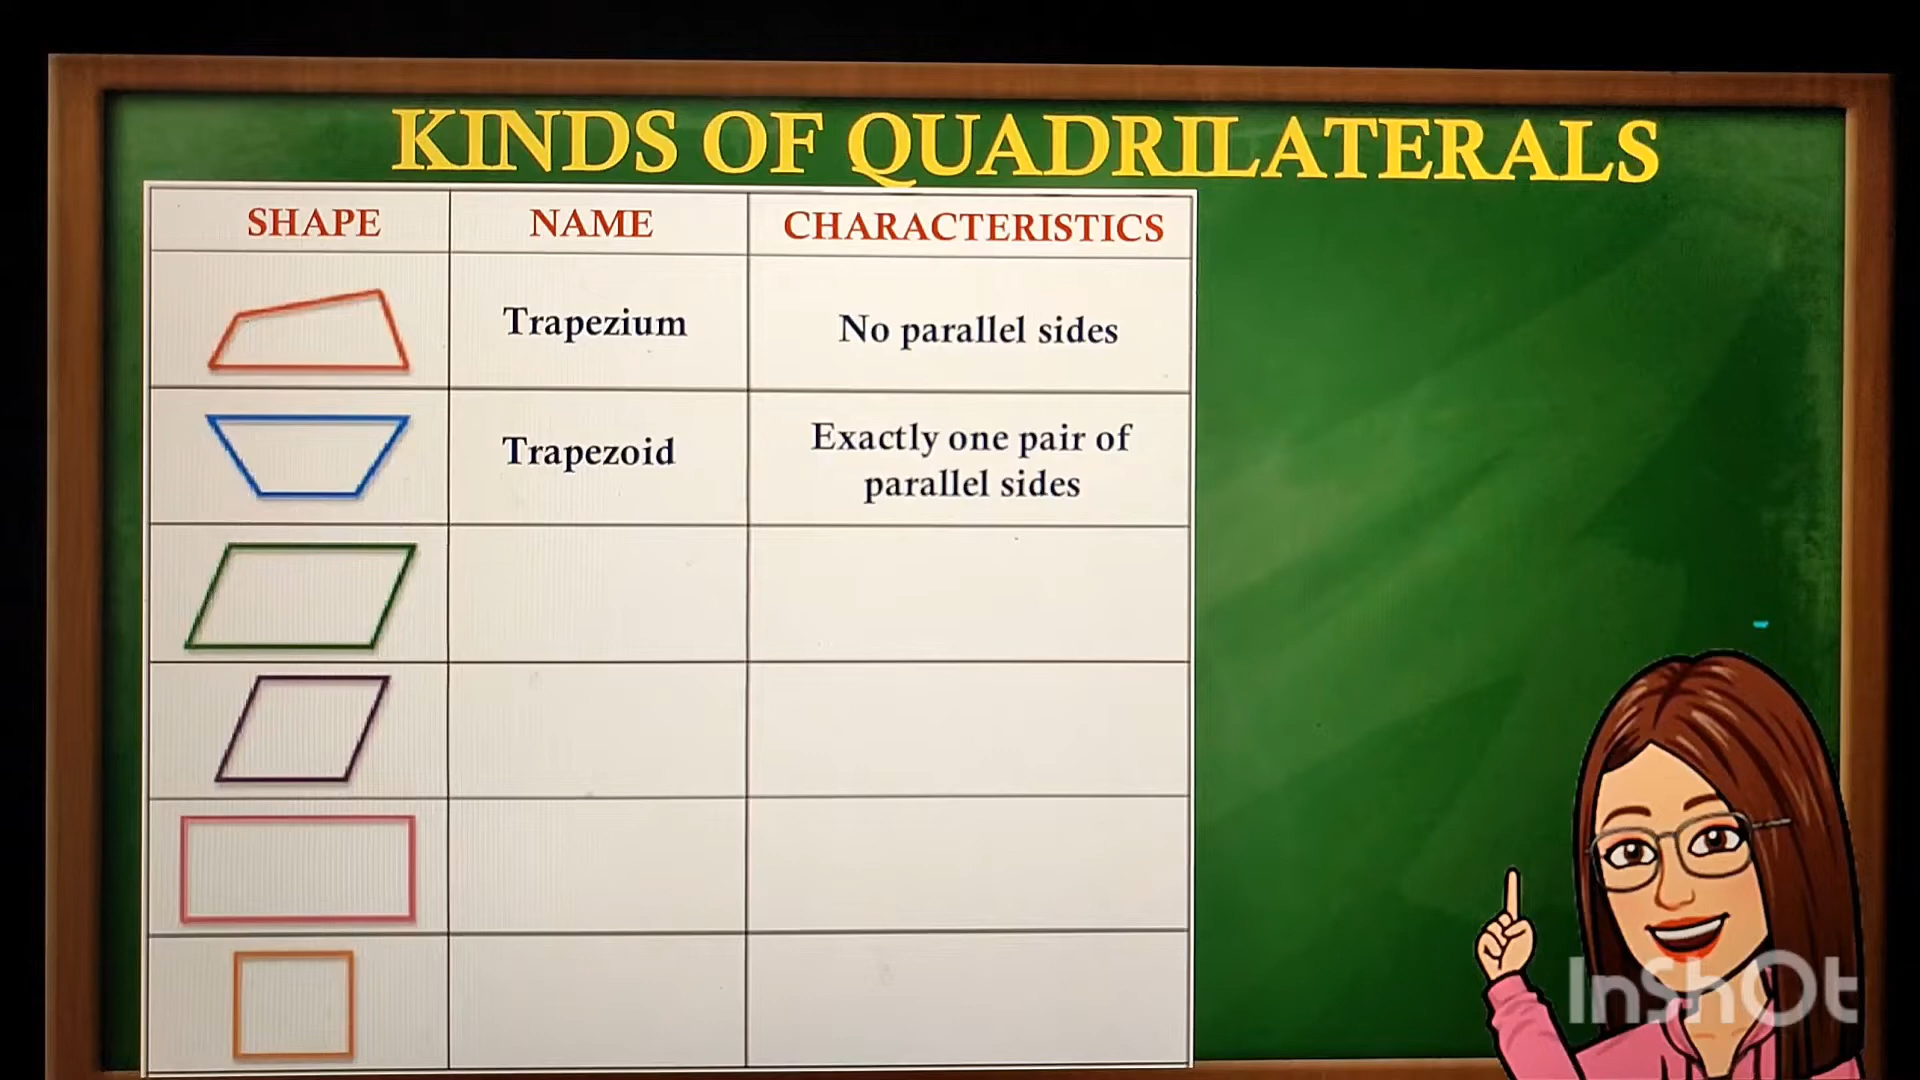 KINDS OF QUADRILATERALS
SHAPE NAME CHARACTERISTICS
Trapezium No parallel sides
Trapezoid Exactly one pair of
parallel sides
InShOt